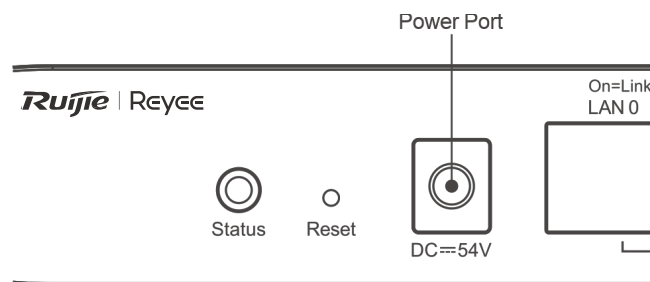 Power Port
On=Link
LAN 0
Ruijie | Reyee
Status
Reset
DC⎓54V